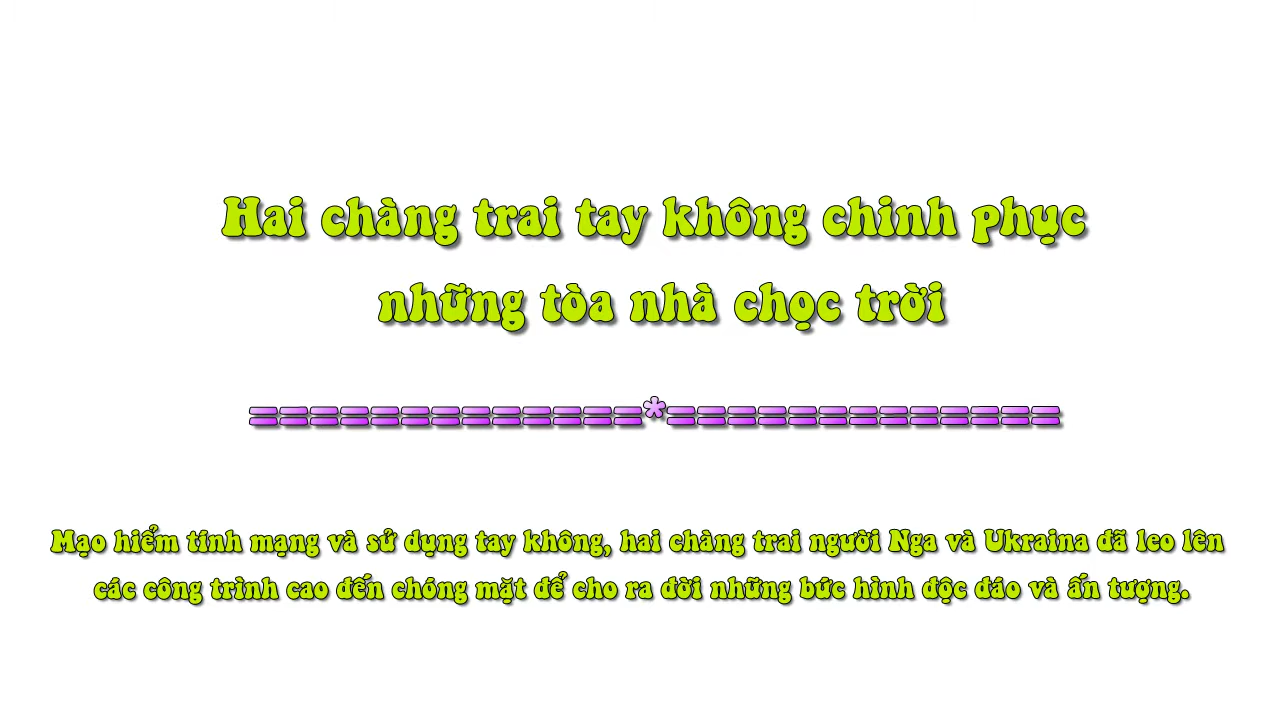 Hai chàng trai tay không chinh phục
những tòa nhà chọc trời
=============*=============
Mạo hiểm tính mạng và sử dụng tay không, hai chàng trai người Nga và Ukraina đã leo lên
các công trình cao đến chóng mặt để cho ra đời những bức hình độc đáo và ấn tượng.